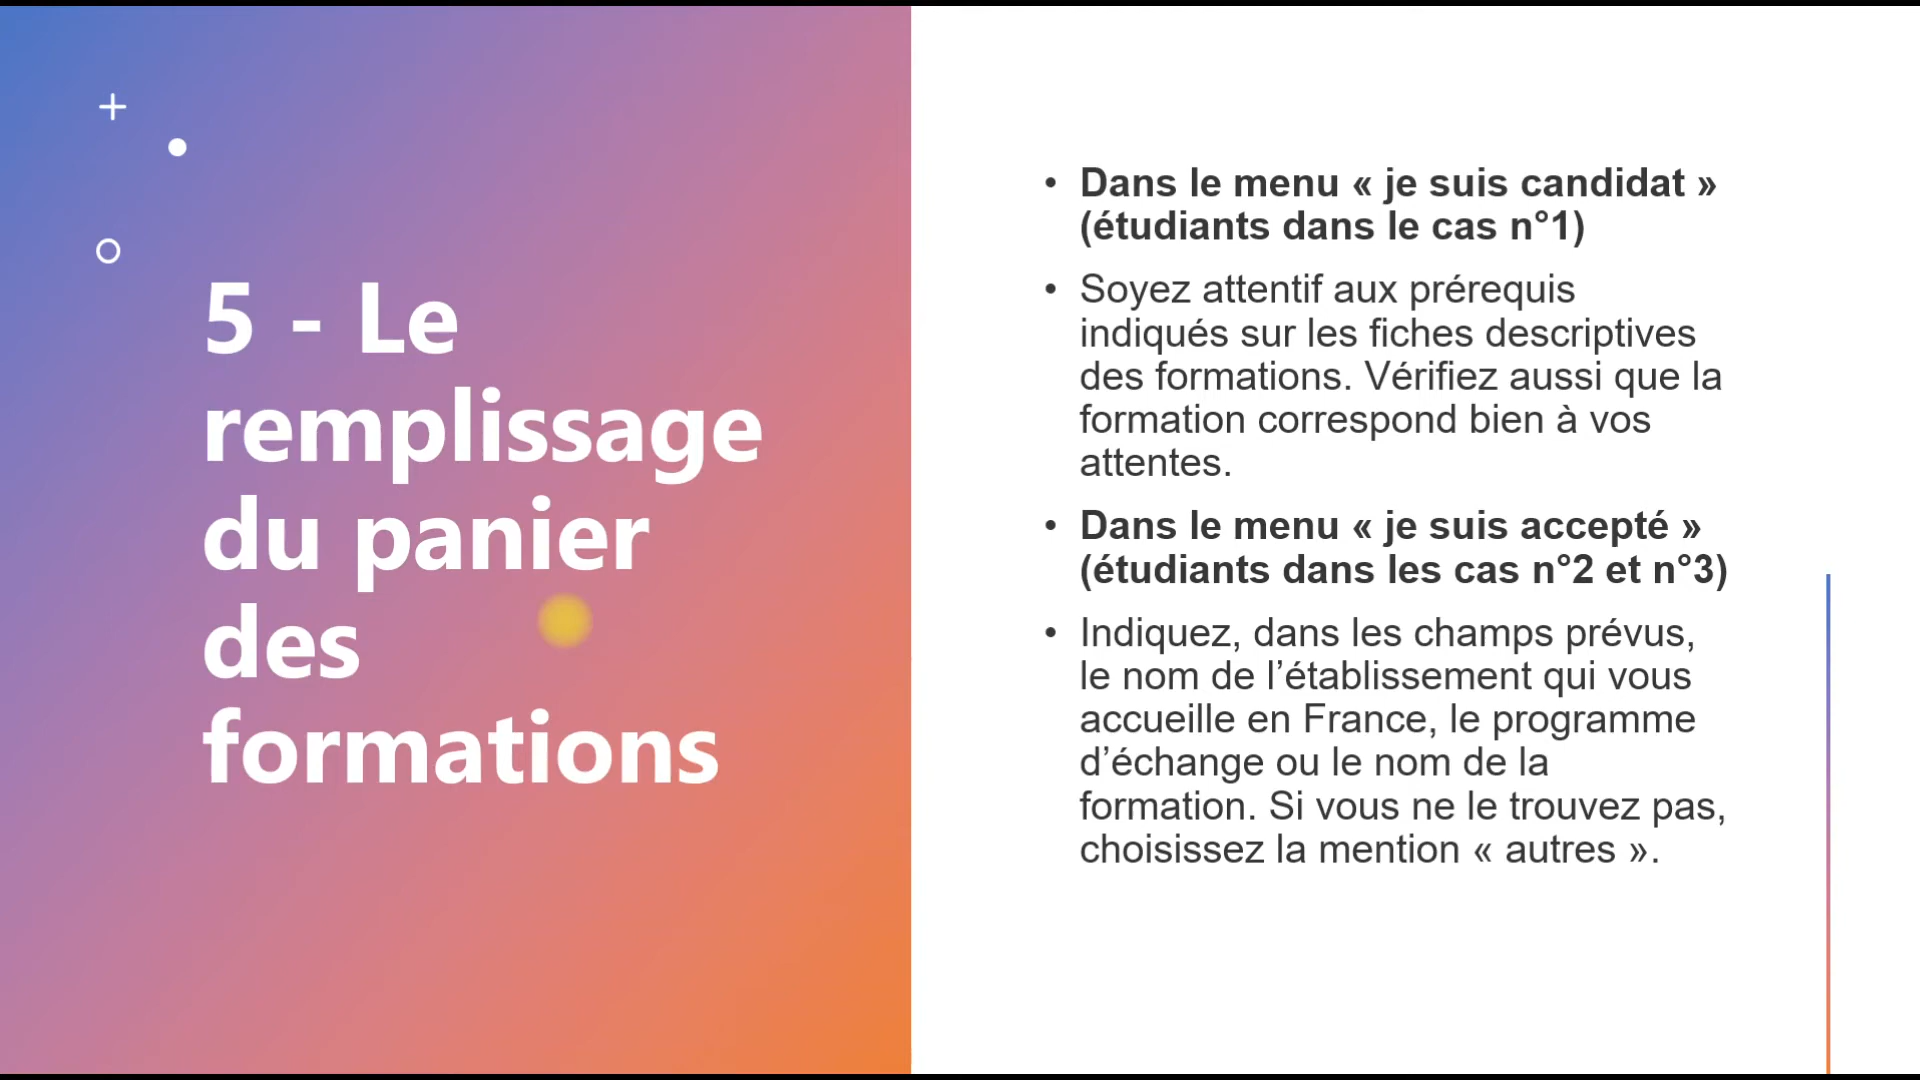 5 - Le
remplissage
du panier
des
formations
• Dans le menu « je suis candidat »
(étudiants dans le cas n°1)
• Soyez attentif aux prérequis
indiqués sur les fiches descriptives
des formations. Vérifiez aussi que la
formation correspond bien à vos
attentes.
• Dans le menu « je suis accepté »
(étudiants dans les cas n°2 et n°3)
• Indiquez, dans les champs prévus,
le nom de l’établissement qui vous
accueille en France, le programme
d’échange ou le nom de la
formation. Si vous ne le trouvez pas,
choisissez la mention « autres ».